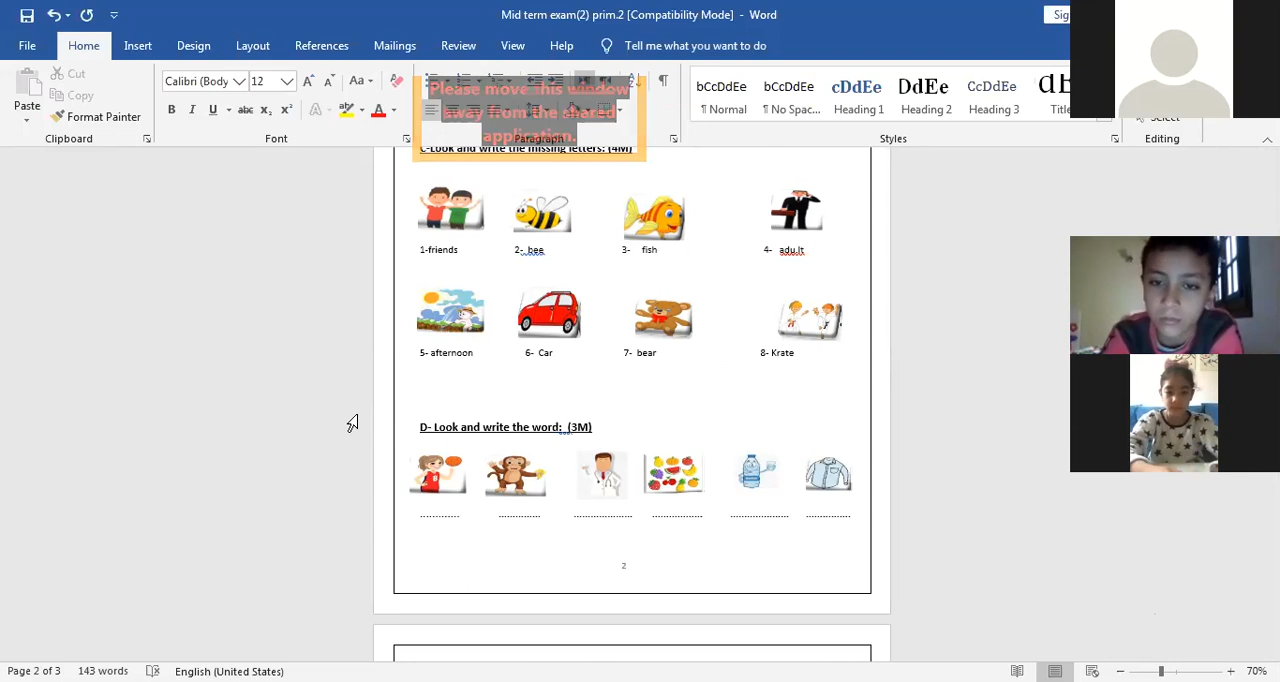 Mid term exam(2) prim.2 [Compatibility Mode] - Word
Sig
File Home Insert Design Layout References Mailings Review View Help Tell me what you want to do
Cut
Copy
Paste
Format Painter
Clipboard
Calibri (Body 12
Font
Please move this window
away from the shared
application.
Paragraph
bCcDdEe bCcDdEe cDdEe DdEe CcDdEe
¶ Normal ¶ No Spac... Heading 1 Heading 2 Heading 3
Styles
Select
Editing
C-Look and write the missing letters: (4M)
1-friends 2- bee 3- fish 4- adu.lt
5- afternoon 6- Car 7- bear 8- Krate
D- Look and write the word: (3M)
2
Page 2 of 3 143 words English (United States) 70%